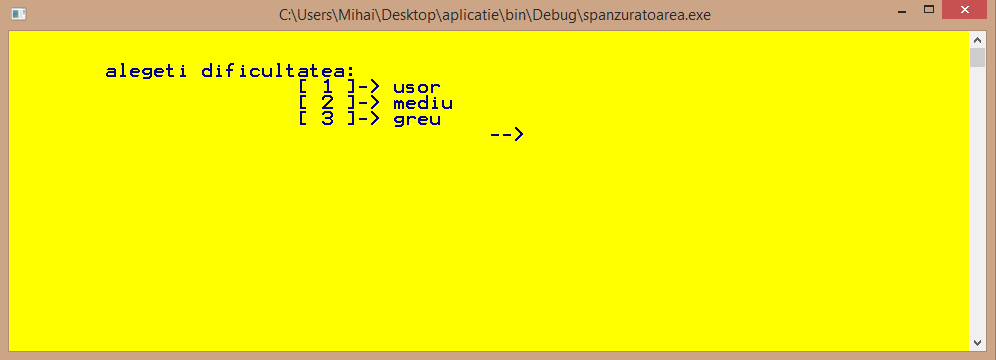 C:\Users\Mihai\Desktop\aplicatie\bin\Debug\spanzuratoarea.exe
alegeti dificultatea:
[ 1 ]-> usor
[ 2 ]-> mediu
[ 3 ]-> greu
-->